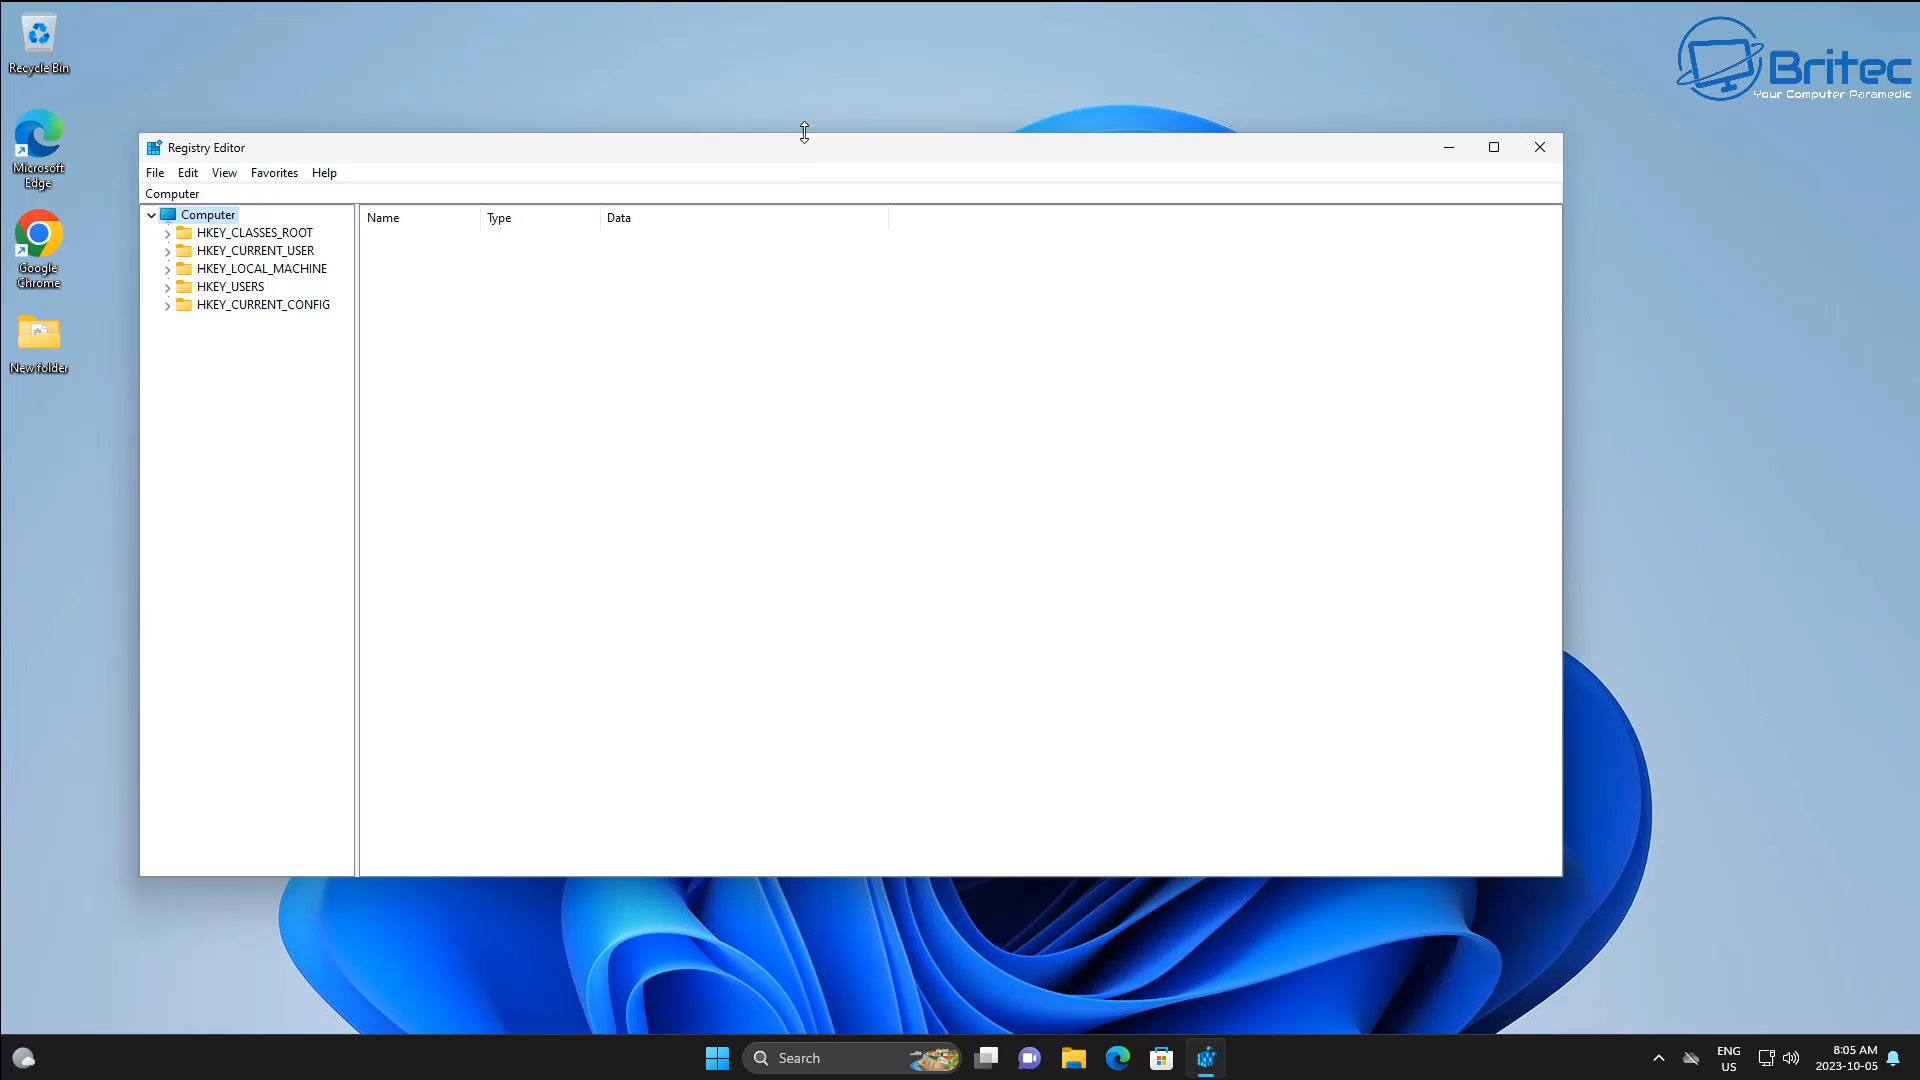 Recycle Bin
Microsoft
Edge
Google
Chrome
New folder
Britec
Your Computer Paramedic
Registry Editor
File Edit View Favorites Help
Computer
Computer
HKEY_CLASSES_ROOT
HKEY_CURRENT_USER
HKEY_LOCAL_MACHINE
HKEY_USERS
HKEY_CURRENT_CONFIG
Name Type Data
Search
ENG
US
8:05 AM
2023-10-05